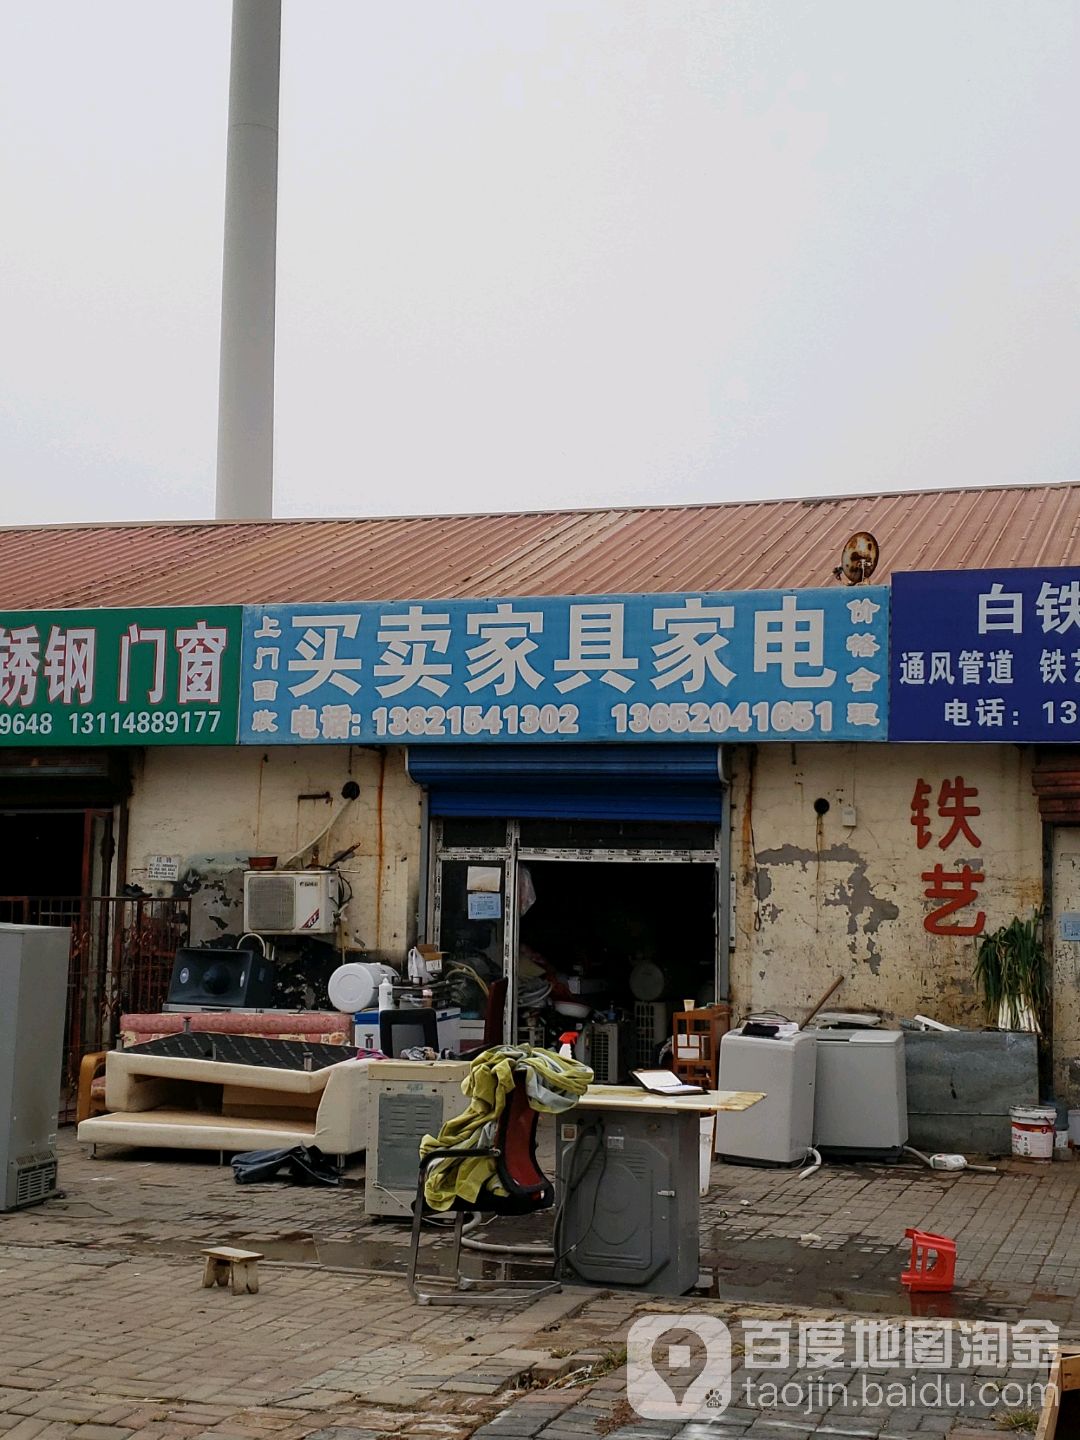 锈钢 门窗
9648 13114889177
上门回收
买卖家具家电
价格合理
电话: 13821541302 13652041651
白铁
通风管道 铁艺
电话: 13
铁艺
百度地图淘金
taojin.baidu.com